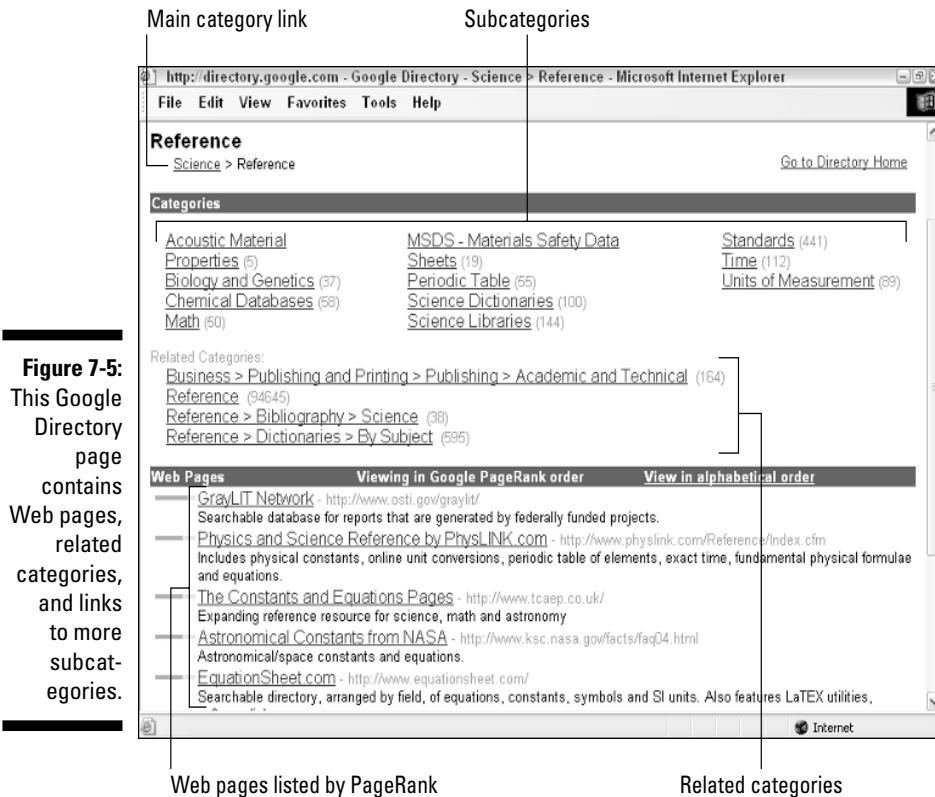 Main category link
Subcategories
http://directory.google.com - Google Directory - Science > Reference - Microsoft Internet Explorer
File Edit View Favorites Tools Help
Reference
Science > Reference
Go to Directory Home
Categories
Acoustic Material
Properties (5)
Biology and Genetics (37)
Chemical Databases (58)
Math (50)
MSDS - Materials Safety Data
Sheets (19)
Periodic Table (55)
Science Dictionaries (100)
Science Libraries (144)
Standards (441)
Time (112)
Units of Measurement (89)
Related Categories:
Business > Publishing and Printing > Publishing > Academic and Technical (164)
Reference (94645)
Reference > Bibliography > Science (38)
Reference > Dictionaries > By Subject (595)
Web Pages Viewing in Google PageRank order View in alphabetical order
GrayLIT Network - http://www.osti.gov/graylit/
Searchable database for reports that are generated by federally funded projects.
Physics and Science Reference by PhysLINK.com - http://www.physlink.com/Reference/Index.cfm
Includes physical constants, online unit conversions, periodic table of elements, exact time, fundamental physical formulae
and equations.
The Constants and Equations Pages - http://www.tcaep.co.uk/
Expanding reference resource for science, math and astronomy
Astronomical Constants from NASA - http://www.ksc.nasa.gov/facts/faq04.html
Astronomical/space constants and equations.
EquationSheet.com - http://www.equationsheet.com/
Searchable directory, arranged by field, of equations, constants, symbols and SI units. Also features LaTEX utilities,
Internet
Web pages listed by PageRank
Related categories
Figure 7-5:
This Google
Directory
page
contains
Web pages,
related
categories,
and links
to more
subcat-
egories.